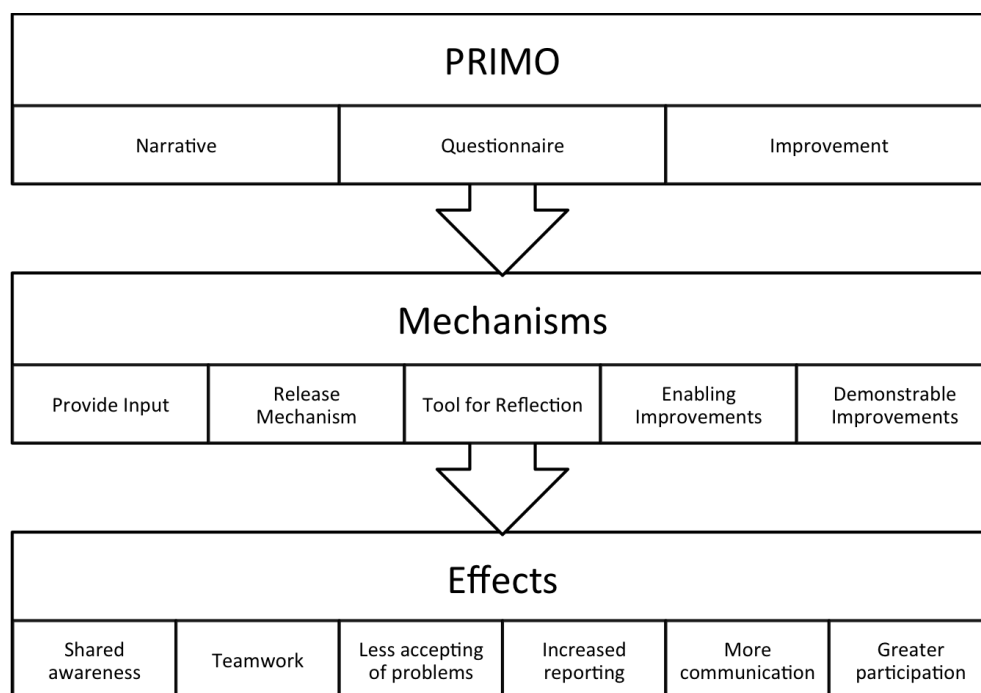 PRIMO
Narrative
Questionnaire
Improvement
Mechanisms
Provide Input
Release
Mechanism
Tool for Reflection
Enabling
Improvements
Demonstrable
Improvements
Effects
Shared
awareness
Teamwork
Less accepting
of problems
Increased
reporting
More
communication
Greater
participation